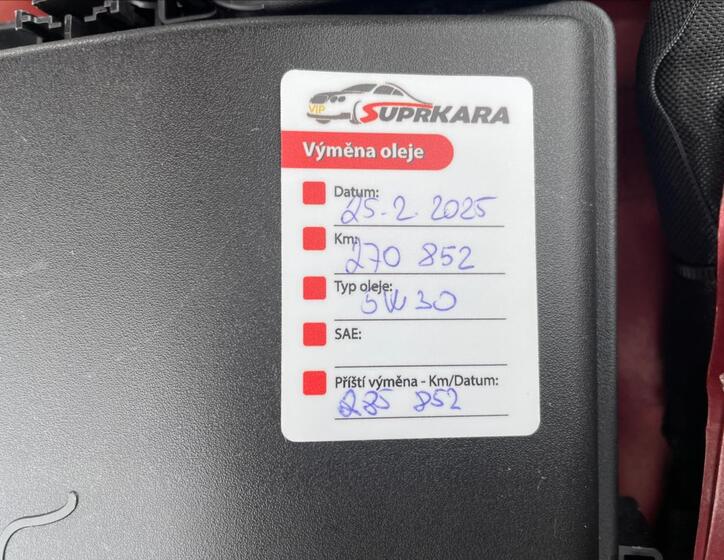 VIP
SUPRKARA
Výměna oleje
Datum:
25.2.2025
Km:
270 852
Typ oleje:
5W30
SAE:
Příští výměna - Km/Datum:
285 852